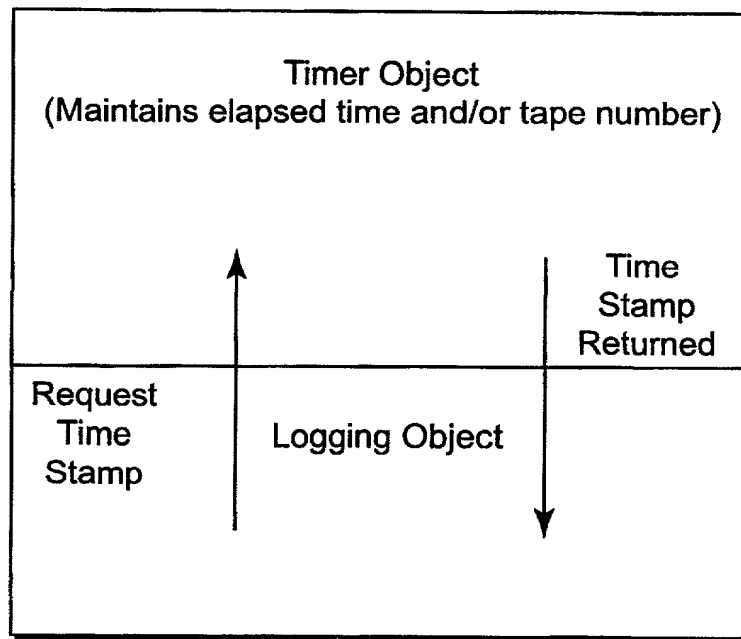 Timer Object
(Maintains elapsed time and/or tape number)
Time
Stamp
Returned
Request
Time
Stamp
Logging Object